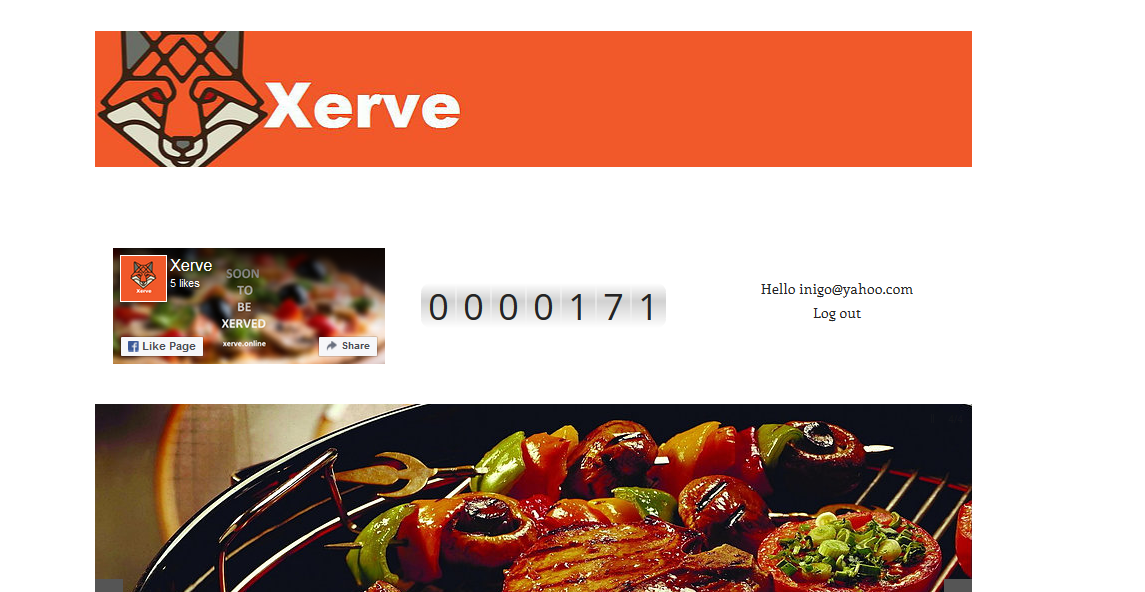 Xerve
Xerve
5 likes
SOON
TO
BE
XERVED
xerve.online
Xerve
Like Page
Share
0000171
Hello inigo@yahoo.com
Log out